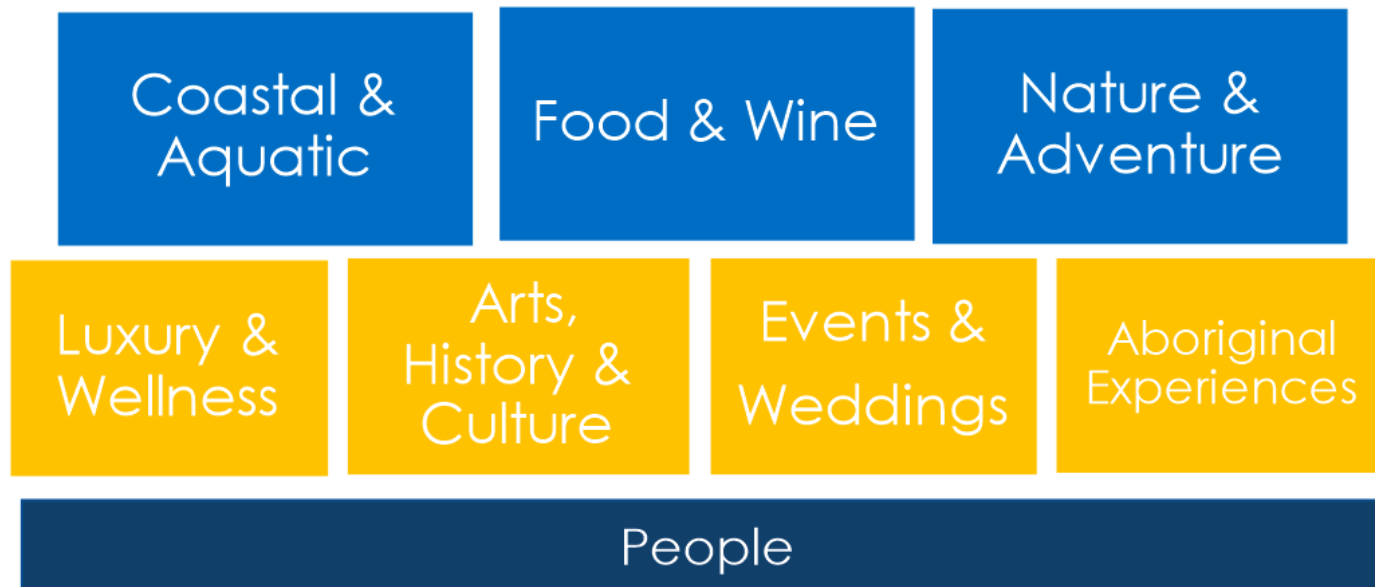 Coastal &
Aquatic
Food & Wine
Nature &
Adventure
Luxury &
Wellness
Arts,
History &
Culture
Events &
Weddings
Aboriginal
Experiences
People